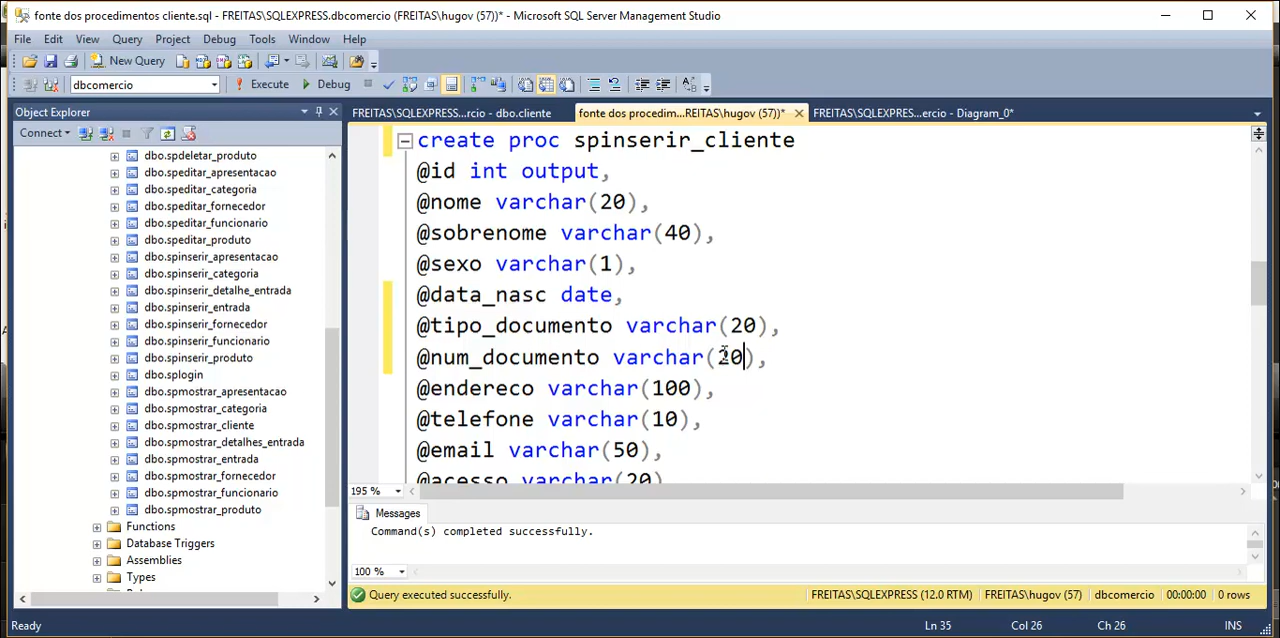 fonte dos procedimentos cliente.sql - FREITAS\SQLEXPRESS.dbcomercio (FREITAS\hugov (57))* - Microsoft SQL Server Management Studio
File Edit View Query Project Debug Tools Window Help
New Query
dbcomercio Execute Debug
Object Explorer
Connect
dbo.spdeletar_produto
dbo.speditar_apresentacao
dbo.speditar_categoria
dbo.speditar_fornecedor
dbo.speditar_funcionario
dbo.speditar_produto
dbo.spinserir_apresentacao
dbo.spinserir_categoria
dbo.spinserir_detalhe_entrada
dbo.spinserir_entrada
dbo.spinserir_fornecedor
dbo.spinserir_funcionario
dbo.spinserir_produto
dbo.splogin
dbo.spmostrar_apresentacao
dbo.spmostrar_categoria
dbo.spmostrar_cliente
dbo.spmostrar_detalhes_entrada
dbo.spmostrar_entrada
dbo.spmostrar_fornecedor
dbo.spmostrar_funcionario
dbo.spmostrar_produto
Functions
Database Triggers
Assemblies
Types
FREITAS\SQLEXPRESS...rcio - dbo.cliente fonte dos procedim...REITAS\hugov (57))* FREITAS\SQLEXPRESS...ercio - Diagram_0*
create proc spinserir_cliente
@id int output,
@nome varchar(20),
@sobrenome varchar(40),
@sexo varchar(1),
@data_nasc date,
@tipo_documento varchar(20),
@num_documento varchar(20),
@endereco varchar(100),
@telefone varchar(10),
@email varchar(50),
@acesso varchar(20)
195 %
Messages
Command(s) completed successfully.
100 %
Query executed successfully. FREITAS\SQLEXPRESS (12.0 RTM) FREITAS\hugov (57) dbcomercio 00:00:00 0 rows
Ready Ln 35 Col 26 Ch 26 INS